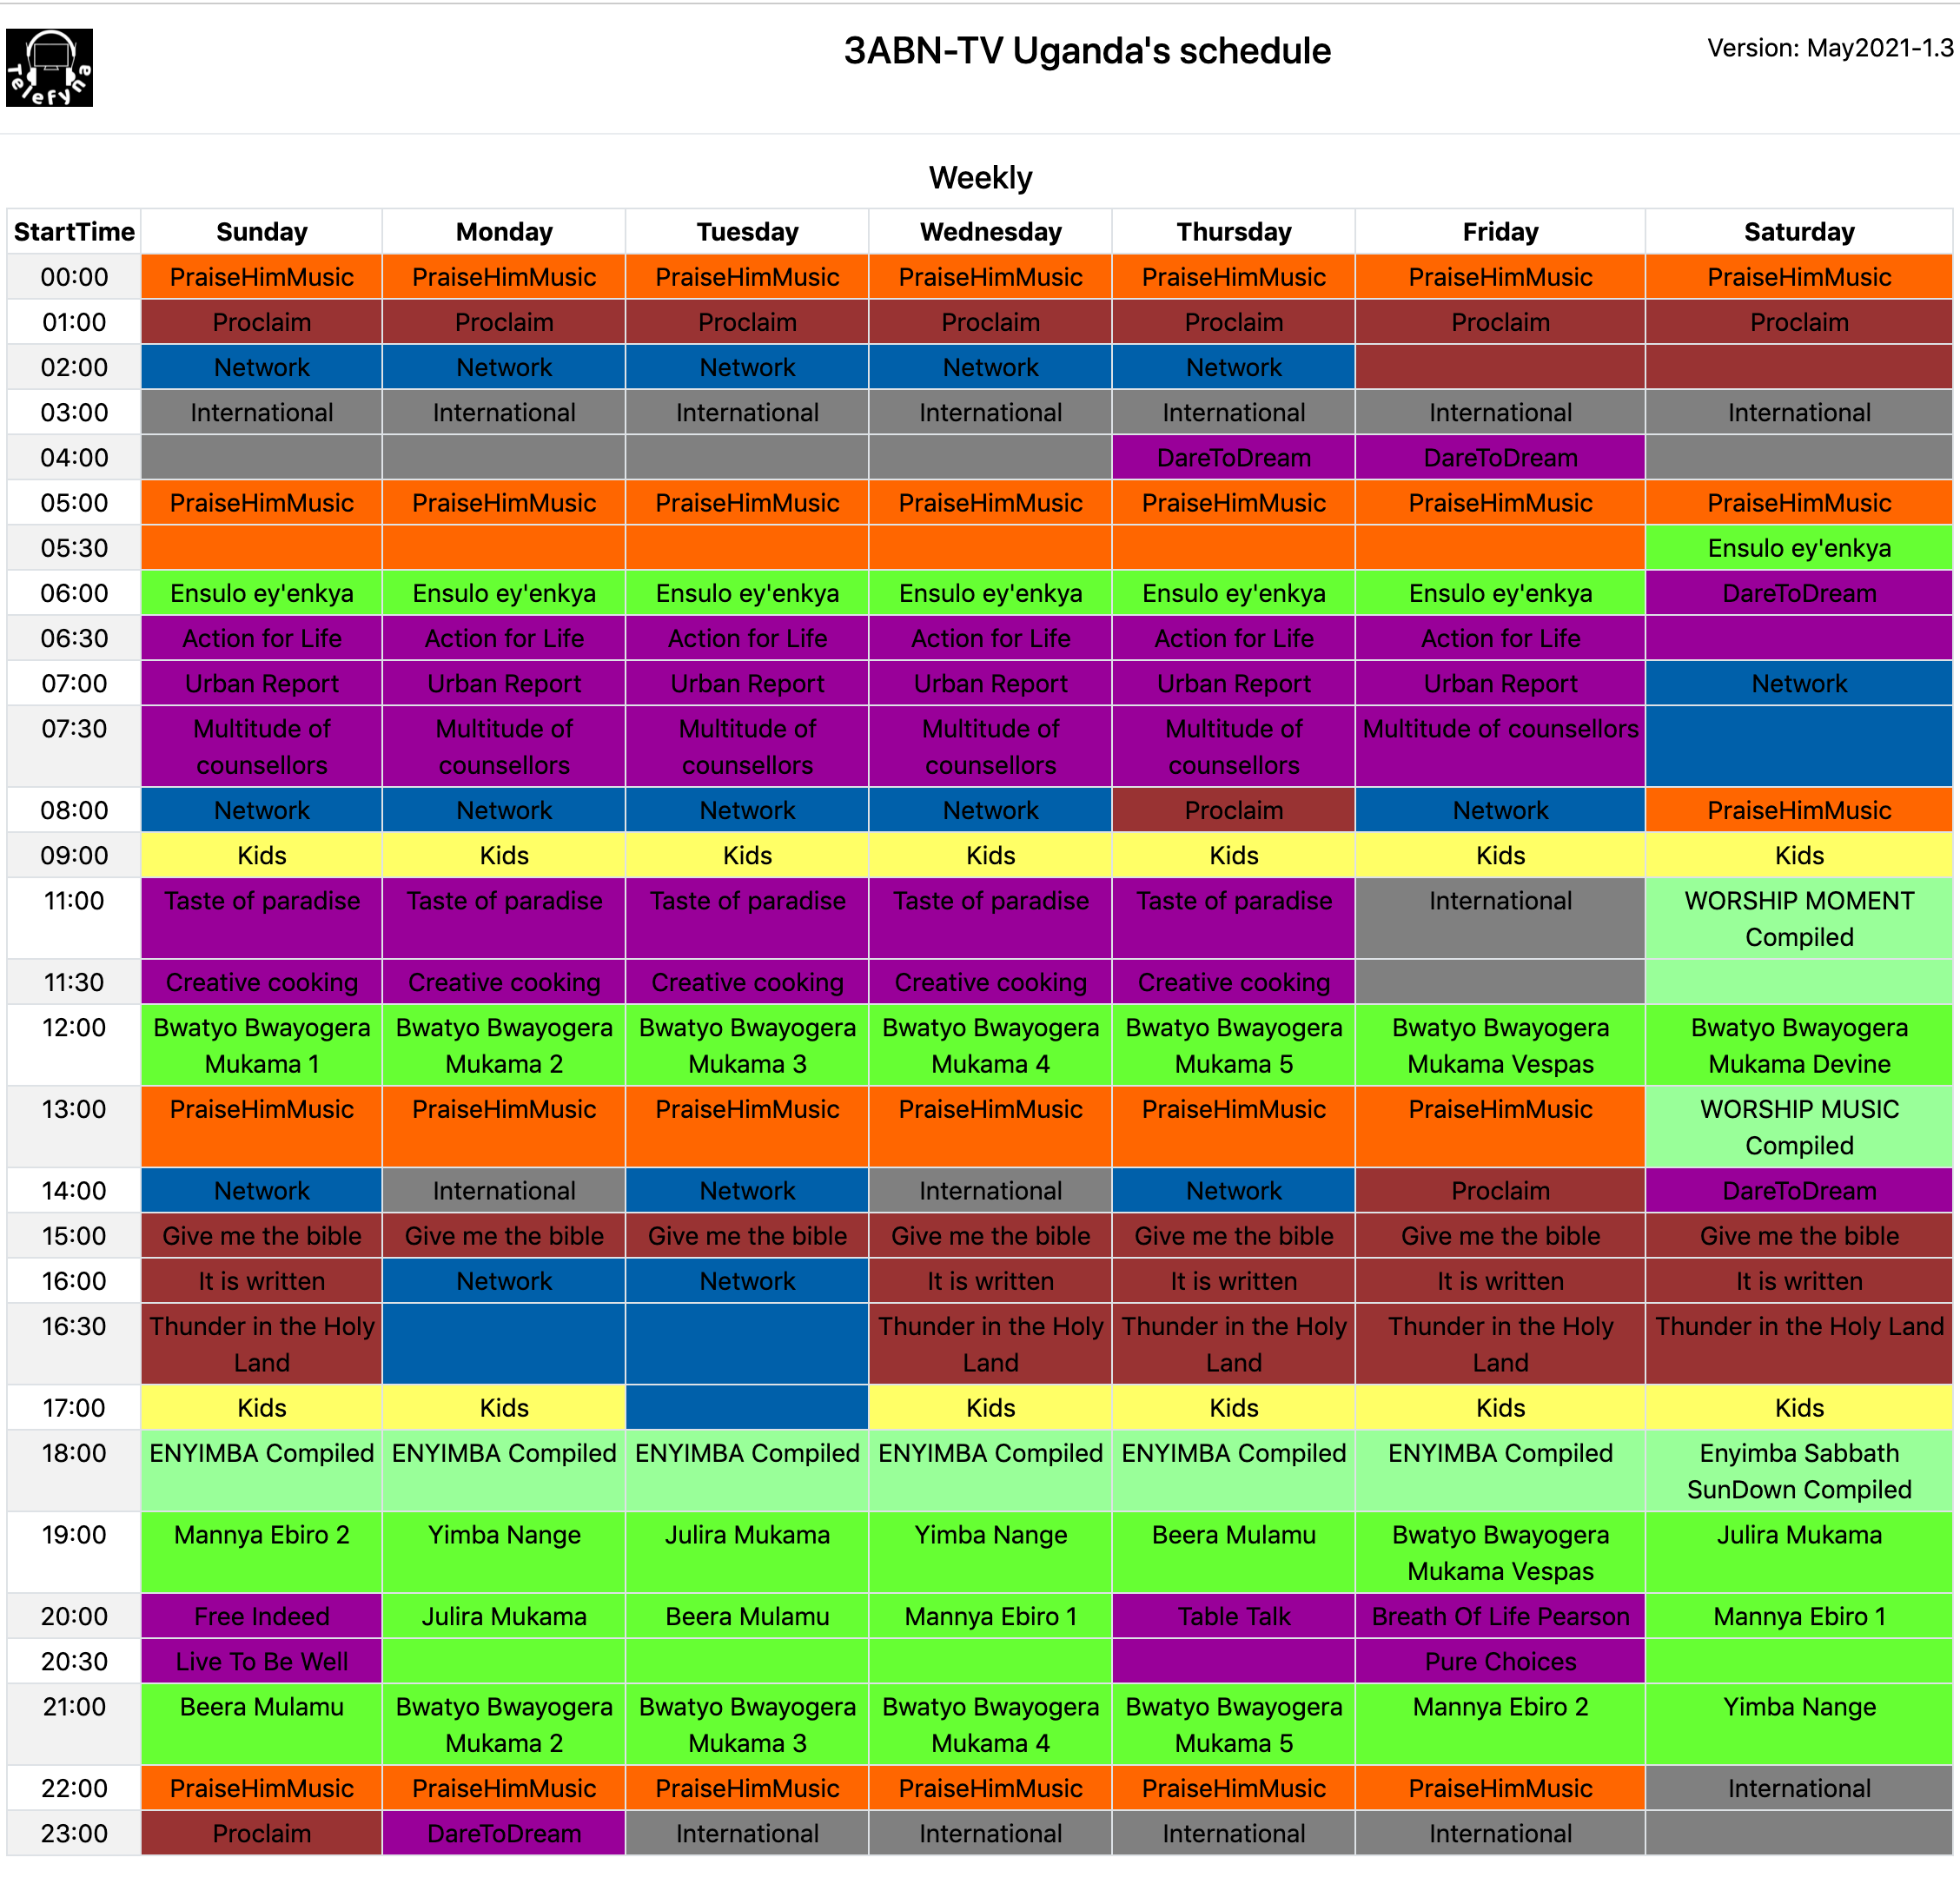 Telefyne
3ABN-TV Uganda's schedule
Version: May2021-1.3
Weekly
StartTime Sunday Monday Tuesday Wednesday Thursday Friday Saturday
00:00 PraiseHimMusic PraiseHimMusic PraiseHimMusic PraiseHimMusic PraiseHimMusic PraiseHimMusic PraiseHimMusic
01:00 Proclaim Proclaim Proclaim Proclaim Proclaim Proclaim Proclaim
02:00 Network Network Network Network Network
03:00 International International International International International International International
04:00 DareToDream DareToDream
05:00 PraiseHimMusic PraiseHimMusic PraiseHimMusic PraiseHimMusic PraiseHimMusic PraiseHimMusic PraiseHimMusic
05:30 Ensulo ey'enkya
06:00 Ensulo ey'enkya Ensulo ey'enkya Ensulo ey'enkya Ensulo ey'enkya Ensulo ey'enkya Ensulo ey'enkya DareToDream
06:30 Action for Life Action for Life Action for Life Action for Life Action for Life Action for Life
07:00 Urban Report Urban Report Urban Report Urban Report Urban Report Urban Report Network
07:30 Multitude of Multitude of Multitude of Multitude of Multitude of Multitude of counsellors
counsellors counsellors counsellors counsellors counsellors
08:00 Network Network Network Network Proclaim Network PraiseHimMusic
09:00 Kids Kids Kids Kids Kids Kids Kids
11:00 Taste of paradise Taste of paradise Taste of paradise Taste of paradise Taste of paradise International WORSHIP MOMENT
Compiled
11:30 Creative cooking Creative cooking Creative cooking Creative cooking Creative cooking
12:00 Bwatyo Bwayogera Bwatyo Bwayogera Bwatyo Bwayogera Bwatyo Bwayogera Bwatyo Bwayogera Bwatyo Bwayogera Bwatyo Bwayogera
Mukama 1 Mukama 2 Mukama 3 Mukama 4 Mukama 5 Mukama Vespas Mukama Devine
13:00 PraiseHimMusic PraiseHimMusic PraiseHimMusic PraiseHimMusic PraiseHimMusic PraiseHimMusic WORSHIP MUSIC
Compiled
14:00 Network International Network International Network Proclaim DareToDream
15:00 Give me the bible Give me the bible Give me the bible Give me the bible Give me the bible Give me the bible Give me the bible
16:00 It is written Network Network It is written It is written It is written It is written
16:30 Thunder in the Holy Thunder in the Holy Thunder in the Holy Thunder in the Holy Thunder in the Holy Land
Land Land Land Land
17:00 Kids Kids Kids Kids Kids Kids
18:00 ENYIMBA Compiled ENYIMBA Compiled ENYIMBA Compiled ENYIMBA Compiled ENYIMBA Compiled ENYIMBA Compiled Enyimba Sabbath
SunDown Compiled
19:00 Mannya Ebiro 2 Yimba Nange Julira Mukama Yimba Nange Beera Mulamu Bwatyo Bwayogera Julira Mukama
Mukama Vespas
20:00 Free Indeed Julira Mukama Beera Mulamu Mannya Ebiro 1 Table Talk Breath Of Life Pearson Mannya Ebiro 1
20:30 Live To Be Well Pure Choices
21:00 Beera Mulamu Bwatyo Bwayogera Bwatyo Bwayogera Bwatyo Bwayogera Bwatyo Bwayogera Mannya Ebiro 2 Yimba Nange
Mukama 2 Mukama 3 Mukama 4 Mukama 5
22:00 PraiseHimMusic PraiseHimMusic PraiseHimMusic PraiseHimMusic PraiseHimMusic PraiseHimMusic International
23:00 Proclaim DareToDream International International International International